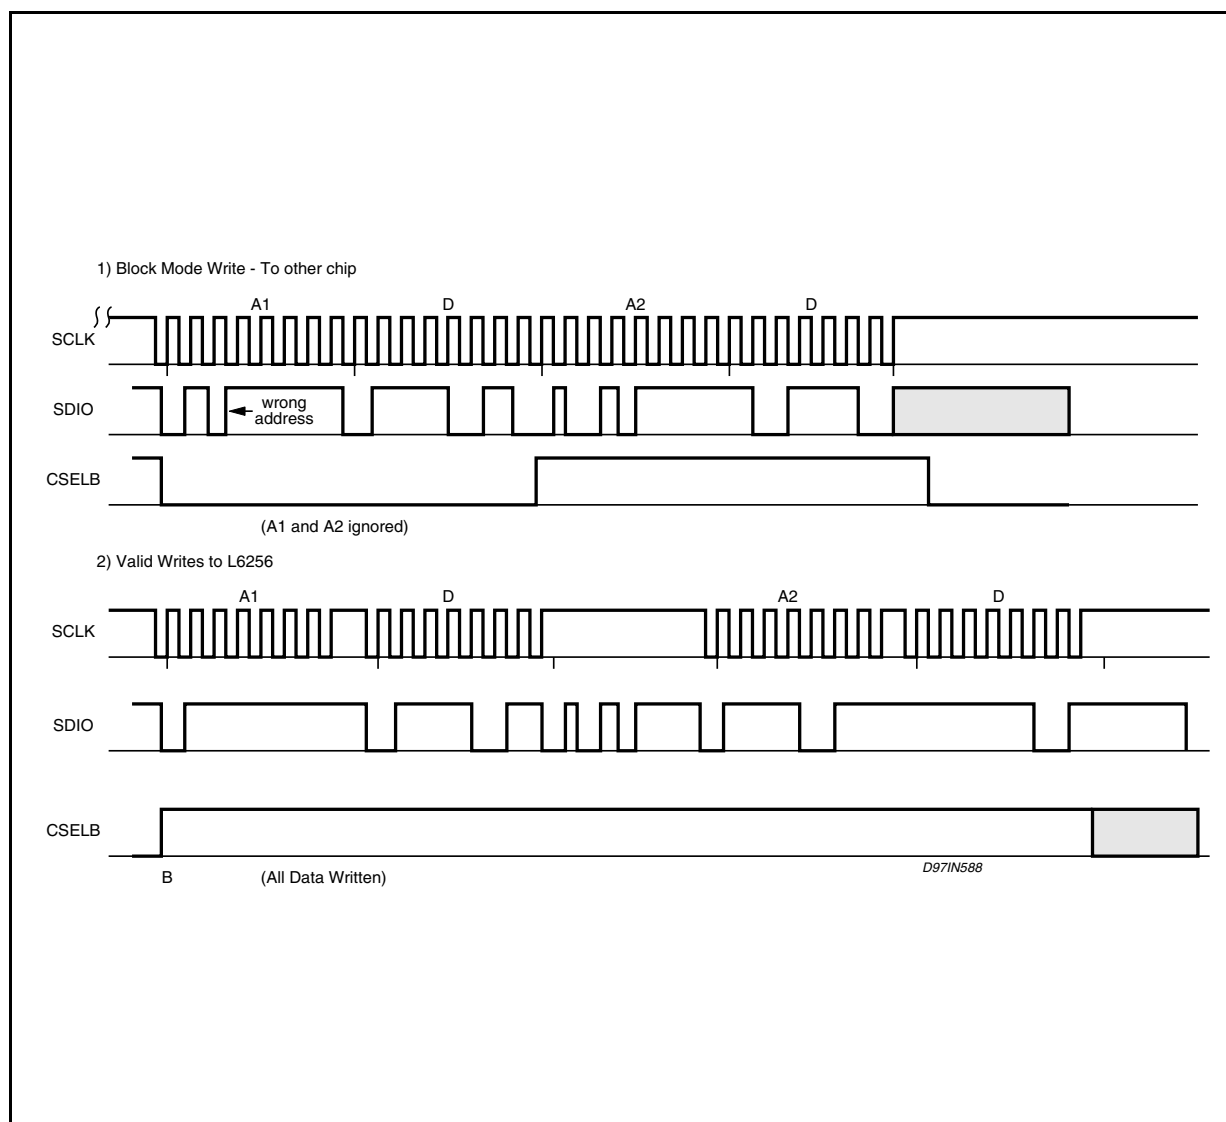 1) Block Mode Write - To other chip
A1 D A2 D
SCLK
SDIO
wrong
address
CSELB
(A1 and A2 ignored)
2) Valid Writes to L6256
A1 D A2 D
SCLK
SDIO
CSELB
D97IN588
B (All Data Written)